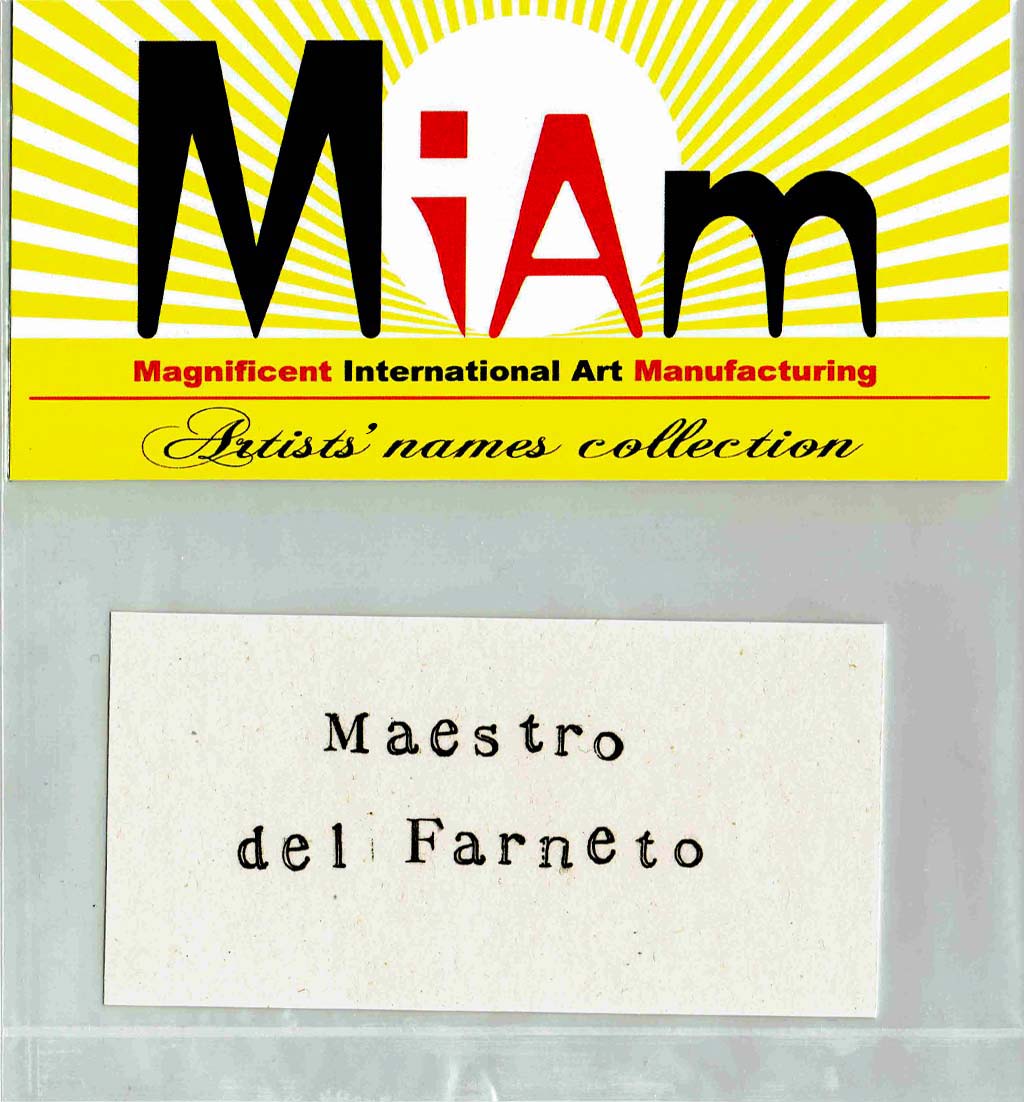 MiAm
Magnificent International Art Manufacturing
Artists' names collection
Maestro
del Farneto